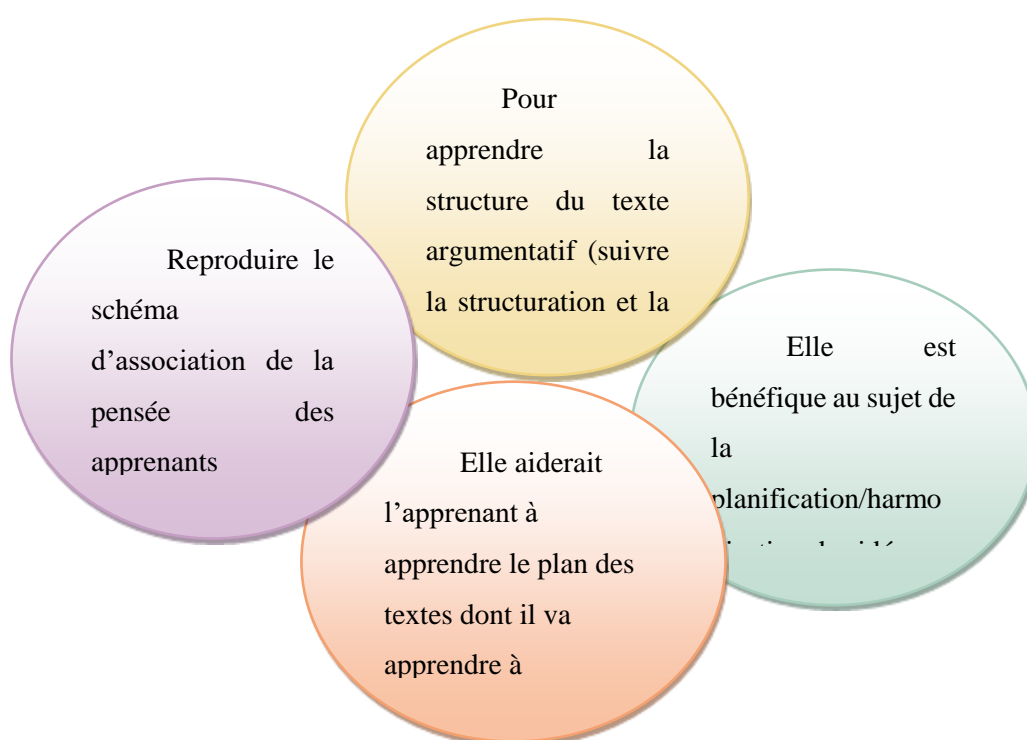 Pour
apprendre la
structure du texte
argumentatif (suivre
la structuration et la
Reproduire le
schéma
d’association de la
pensée des
apprenants
Elle est
bénéfique au sujet de
la
planification/harmo
Elle aiderait
l’apprenant à
apprendre le plan des
textes dont il va
apprendre à